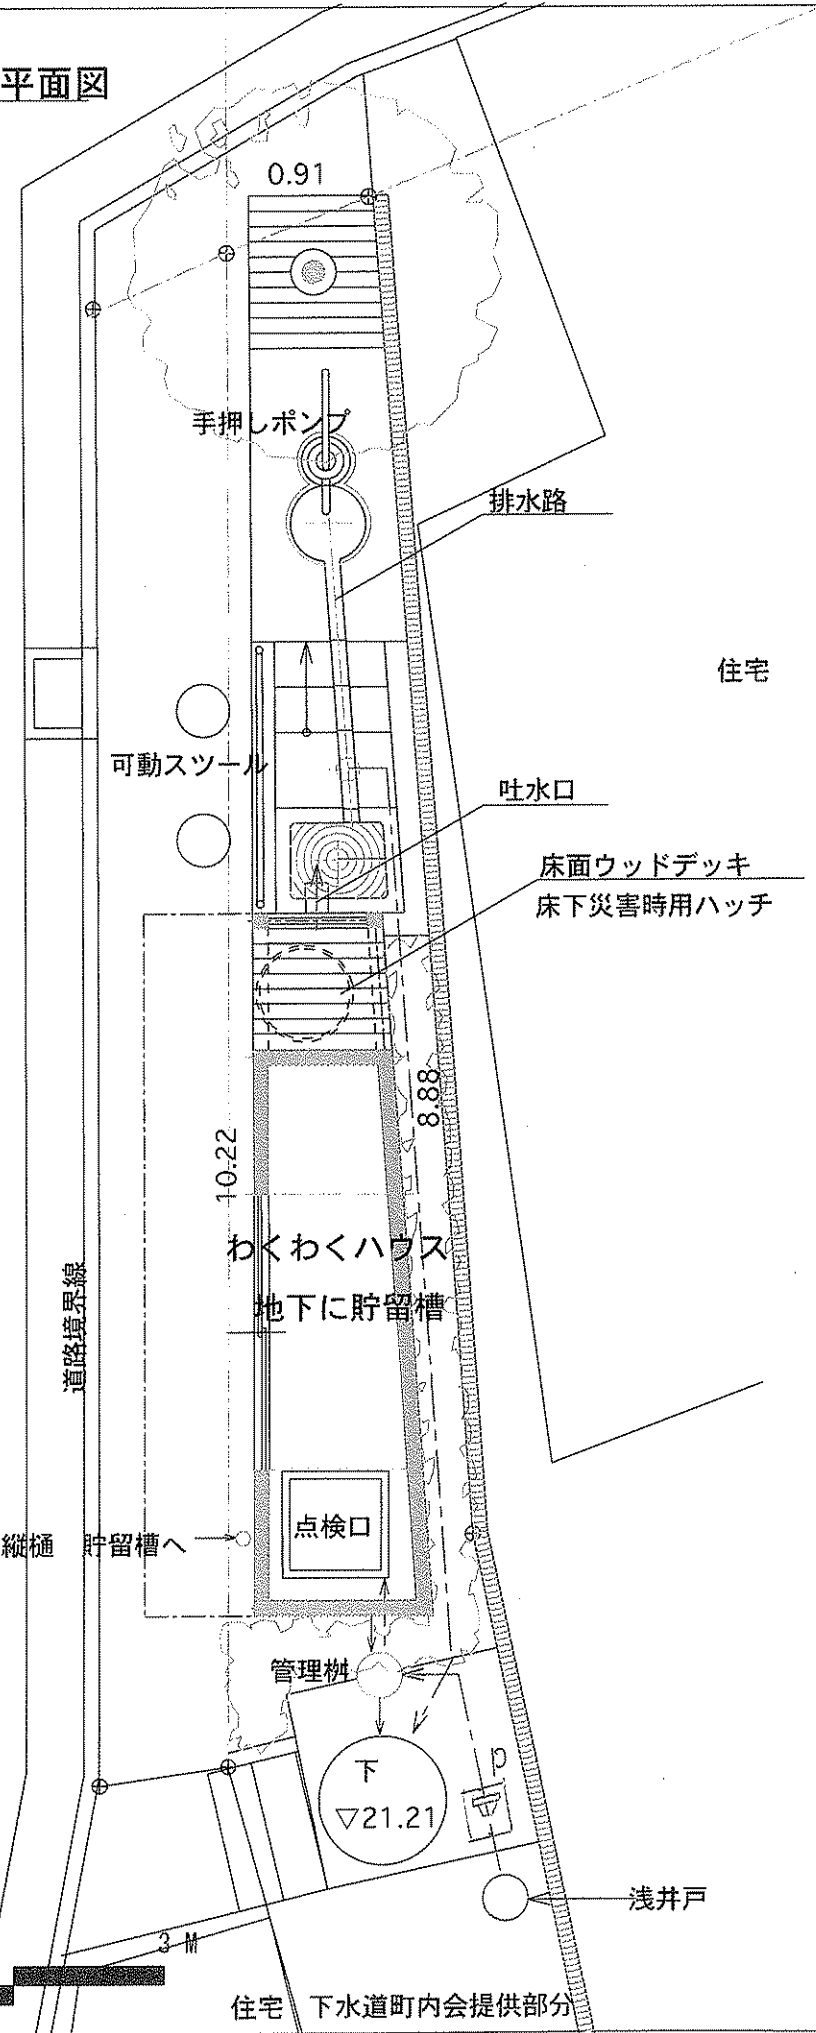 平面図
0.91
手押しポンプ
排水路
住宅
可動スツール
吐水口
床面ウッドデッキ
床下災害時用ハッチ
8.88
10.22
わくわくハウス
地下に貯留槽
道路境界線
点検口
縦樋 貯留槽へ
管理桝
下
▽21.21
P
浅井戸
3 M
住宅 下水道町内会提供部分